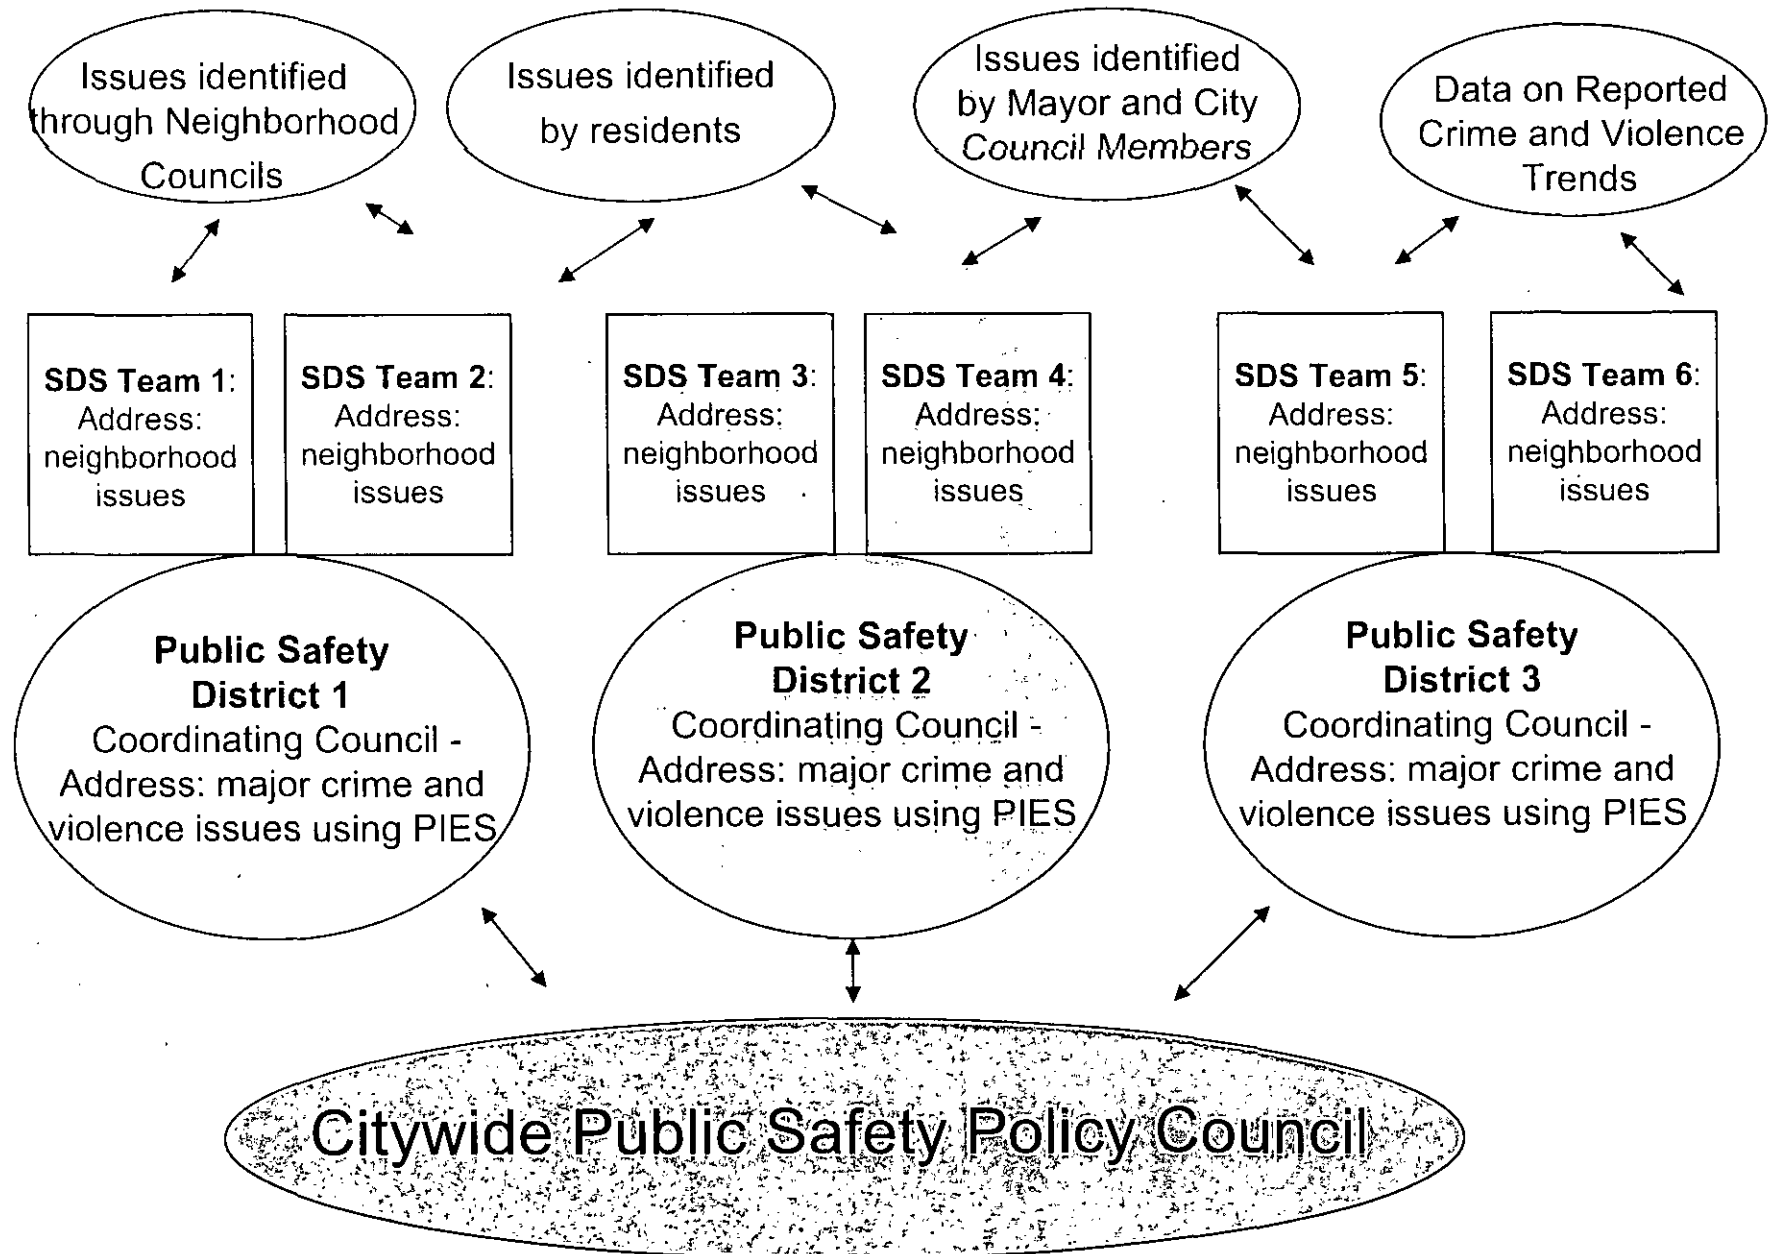 Issues identified
through Neighborhood
Councils
Issues identified
by residents
Issues identified
by Mayor and City
Council Members
Data on Reported
Crime and Violence
Trends
SDS Team 1:
Address:
neighborhood
issues
SDS Team 2:
Address:
neighborhood
issues
SDS Team 3:
Address:
neighborhood
issues
SDS Team 4:
Address:
neighborhood
issues
SDS Team 5:
Address:
neighborhood
issues
SDS Team 6:
Address:
neighborhood
issues
Public Safety
District 1
Coordinating Council -
Address: major crime and
violence issues using PIES
Public Safety
District 2
Coordinating Council -
Address: major crime and
violence issues using PIES
Public Safety
District 3
Coordinating Council -
Address: major crime and
violence issues using PIES
Citywide Public Safety Policy Council